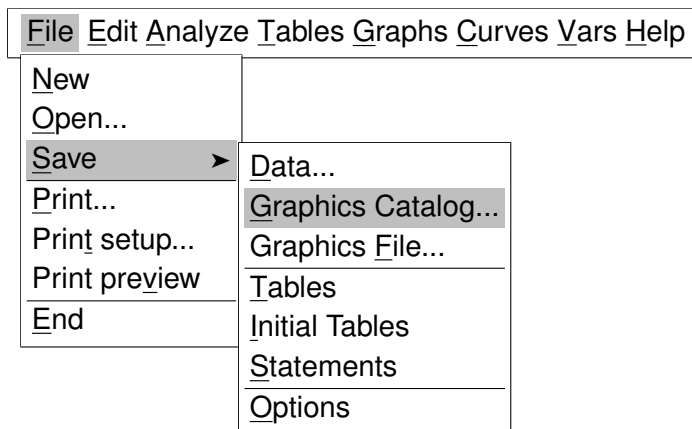 File Edit Analyze Tables Graphs Curves Vars Help
New
Open...
Save ➤
Print...
Print setup...
Print preview
End
Data...
Graphics Catalog...
Graphics File...
Tables
Initial Tables
Statements
Options